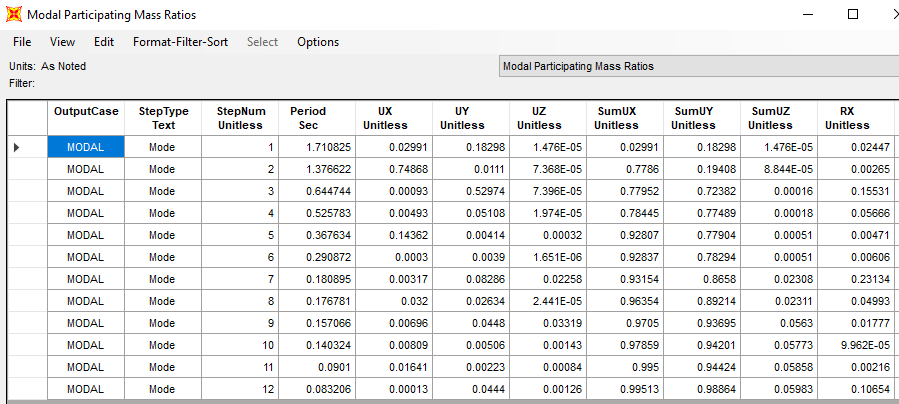 Modal Participating Mass Ratios
File View Edit Format-Filter-Sort Select Options
Units: As Noted Modal Participating Mass Ratios
Filter:
OutputCase StepType Text StepNum Unitless Period Sec UX Unitless UY Unitless UZ Unitless SumUX Unitless SumUY Unitless SumUZ Unitless RX Unitless
MODAL Mode 1 1.710825 0.02991 0.18298 1.476E-05 0.02991 0.18298 1.476E-05 0.02447
MODAL Mode 2 1.376622 0.74868 0.0111 7.368E-05 0.7786 0.19408 8.844E-05 0.00265
MODAL Mode 3 0.644744 0.00093 0.52974 7.396E-05 0.77952 0.72382 0.00016 0.15531
MODAL Mode 4 0.525783 0.00493 0.05108 1.974E-05 0.78445 0.77489 0.00018 0.05666
MODAL Mode 5 0.367634 0.14362 0.00414 0.00032 0.92807 0.77904 0.00051 0.00471
MODAL Mode 6 0.290872 0.0003 0.0039 1.651E-06 0.92837 0.78294 0.00051 0.00606
MODAL Mode 7 0.180895 0.00317 0.08286 0.02258 0.93154 0.8658 0.02308 0.23134
MODAL Mode 8 0.176781 0.032 0.02634 2.441E-05 0.96354 0.89214 0.02311 0.04993
MODAL Mode 9 0.157066 0.00696 0.0448 0.03319 0.9705 0.93695 0.0563 0.01777
MODAL Mode 10 0.140324 0.00809 0.00506 0.00143 0.97859 0.94201 0.05773 9.962E-05
MODAL Mode 11 0.0901 0.01641 0.00223 0.00084 0.995 0.94424 0.05858 0.00216
MODAL Mode 12 0.083206 0.00013 0.0444 0.00126 0.99513 0.98864 0.05983 0.10654